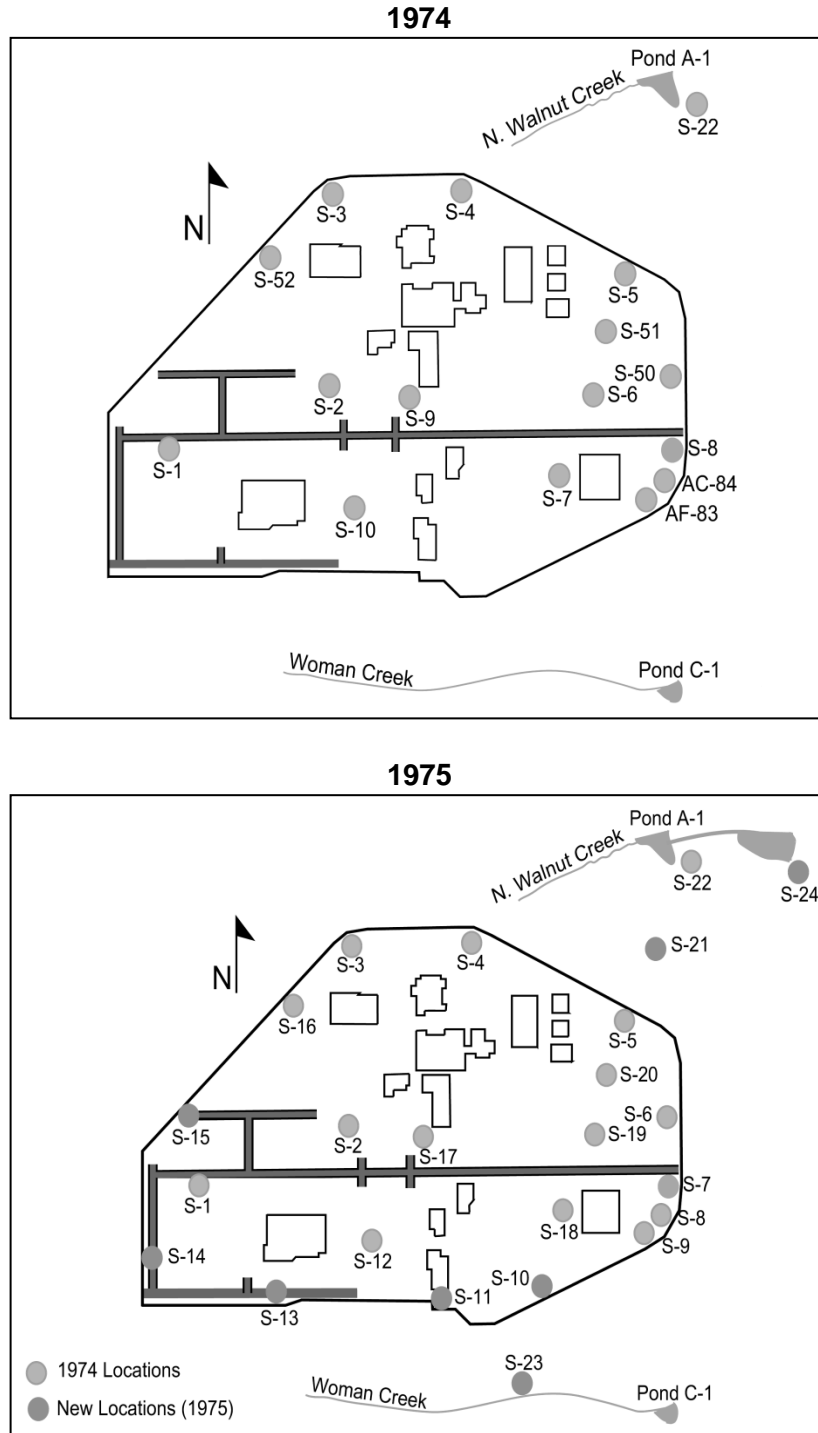 1974
Pond A-1
N. Walnut Creek
S-22
N
S-3
S-4
S-52
S-5
S-51
S-50
S-2
S-9
S-6
S-1
S-8
S-7
AC-84
S-10
AF-83
Woman Creek
Pond C-1
1975
Pond A-1
N. Walnut Creek
S-22
S-24
N
S-21
S-3
S-4
S-16
S-5
S-20
S-15
S-2
S-17
S-6
S-19
S-1
S-7
S-18
S-8
S-12
S-9
S-14
S-10
S-13
S-11
1974 Locations
S-23
New Locations (1975)
Woman Creek
Pond C-1